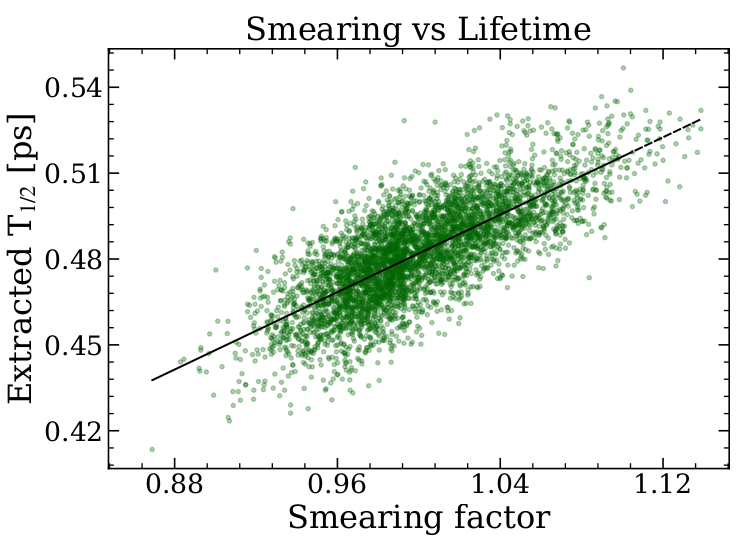 Smearing vs Lifetime
Extracted T1/2 [ps]
0.54
0.51
0.48
0.45
0.42
0.88 0.96 1.04 1.12
Smearing factor